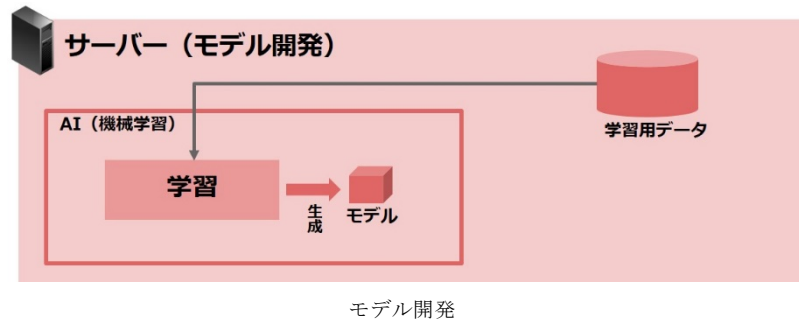 サーバー（モデル開発）
学習用データ
AI（機械学習）
学習
生成
モデル
モデル開発